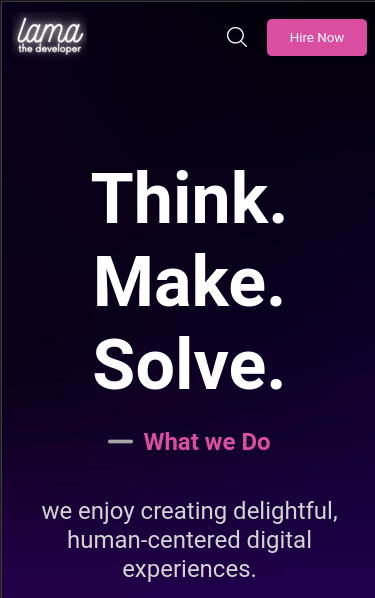 lama
the developer
Hire Now
Think.
Make.
Solve.
What we Do
we enjoy creating delightful,
human-centered digital
experiences.